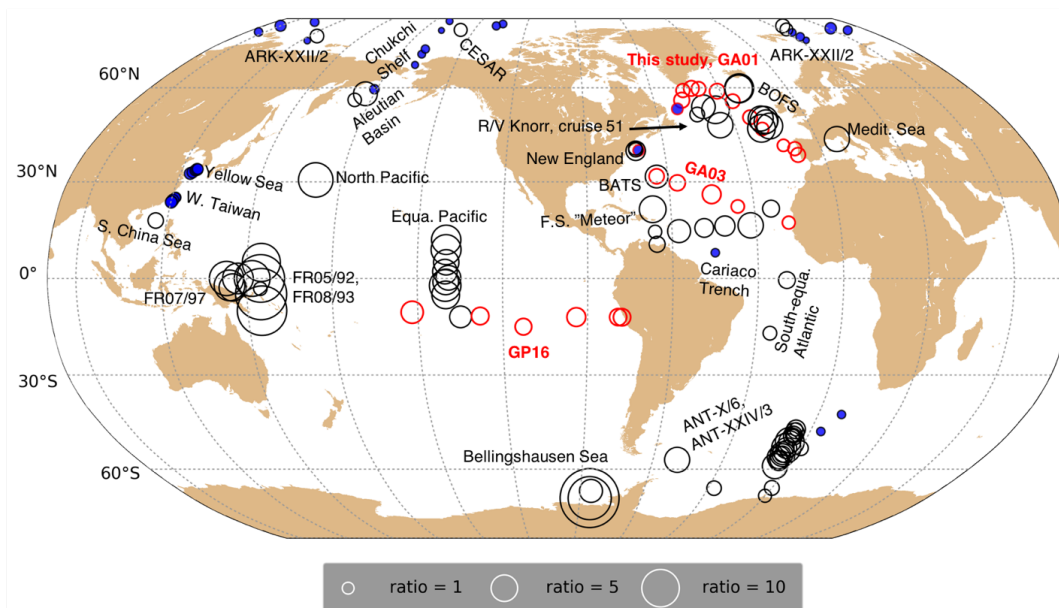 ARK-XXII/2
Chukchi
Shelf
CESAR
ARK-XXII/2
This study, GA01
60°N
Aleutian
Basin
BOFS
R/V Knorr, cruise 51
Medit. Sea
New England
30°N
Yellow Sea
North Pacific
BATS
GA03
W. Taiwan
Equa. Pacific
F.S. "Meteor"
S. China Sea
0°
FR07/97
FR05/92,
FR08/93
Cariaco
Trench
South-equa.
Atlantic
GP16
30°S
ANT-X/6,
ANT-XXIV/3
Bellingshausen Sea
60°S
ratio = 1
ratio = 5
ratio = 10